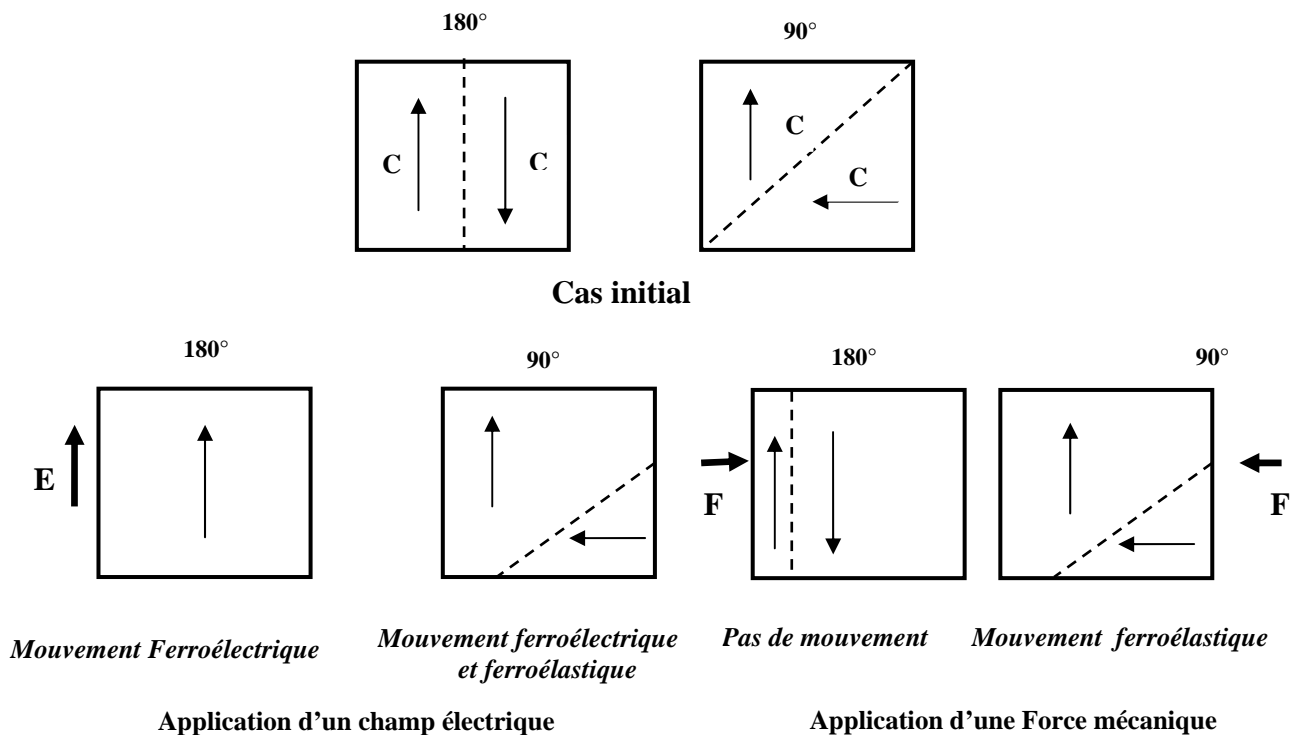 180°
90°
C
C
C
C
Cas initial
180°
90°
180°
90°
E
F
F
Mouvement Ferroélectrique
Mouvement ferroélectrique
et ferroélastique
Pas de mouvement
Mouvement ferroélastique
Application d'un champ électrique
Application d'une Force mécanique